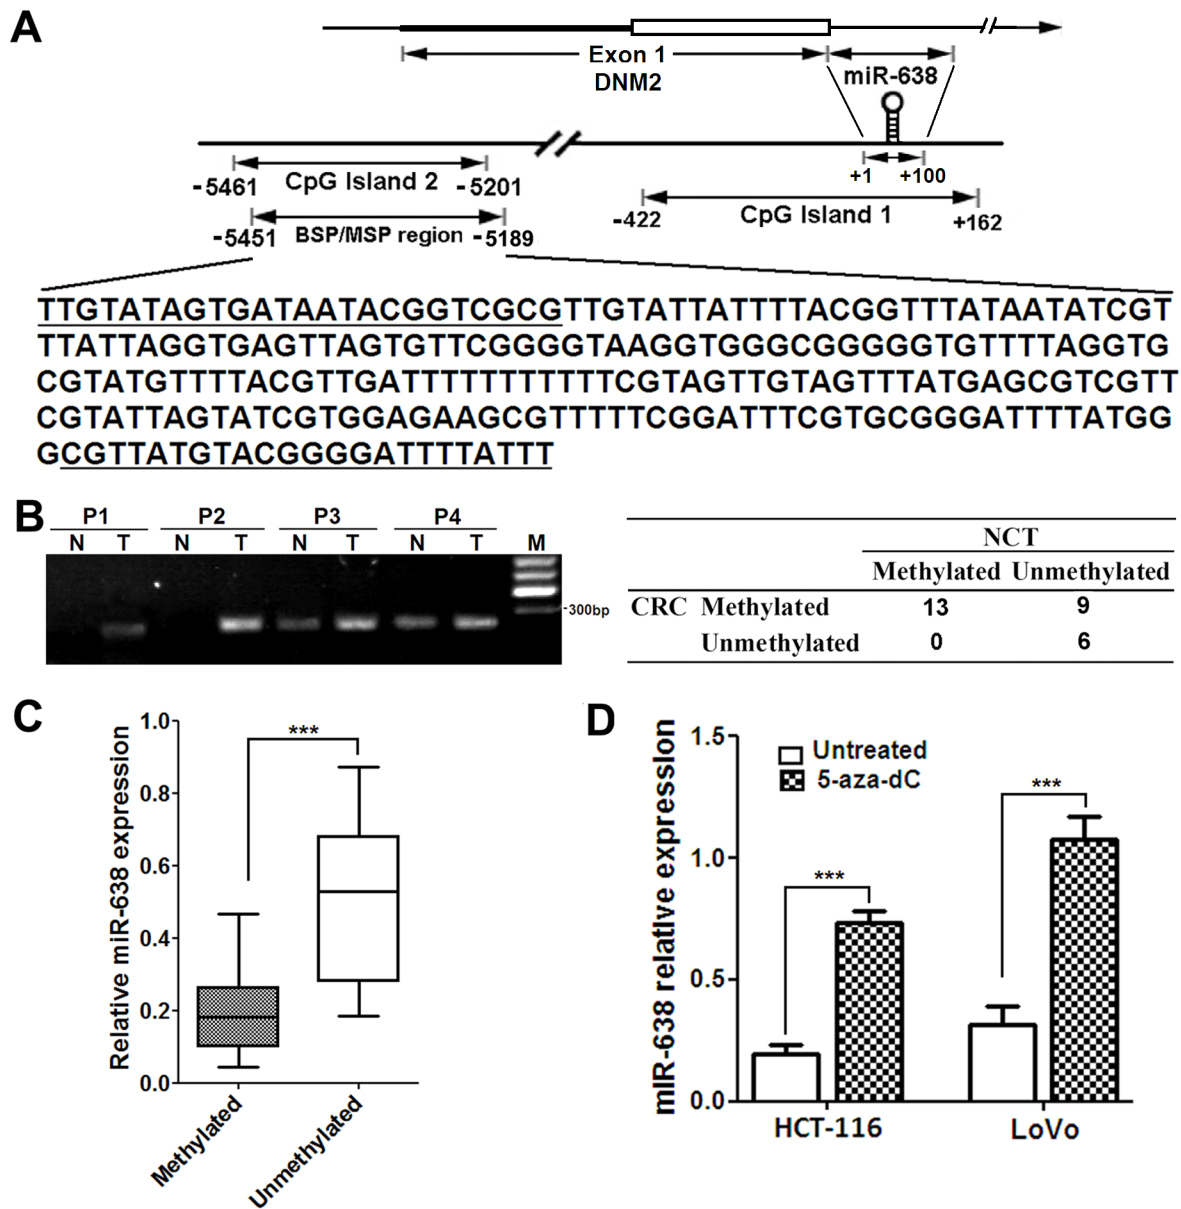 A
Exon 1
DNM2
miR-638
-5461 CpG Island 2 -5201
+1 +100
-422 CpG Island 1 +162
-5451 BSP/MSP region -5189
TTGTATAGTGATAATACGGTCGCGTTGTATTATTTTACGGTTTATAATATCGT
TTATTAGGTGAGTTAGTGTTCGGGGTAAGGTGGGCGGGGGTGTTTTAGGTG
CGTATGTTTTACGTTGATTTTTTTTTTTTCGTAGTTGTAGTTTATGAGCGTCGTT
CGTATTAGTATCGTGGAGAAGCGTTTTTCGGATTTCGTGCGGGATTTTATGG
GCGTTATGTACGGGGATTTTATTT
B
P1 P2 P3 P4
N T N T N T N T M
-300bp
NCT
Methylated Unmethylated
CRC Methylated 13 9
Unmethylated 0 6
C
Relative miR-638 expression
1.0
0.8
0.6
0.4
0.2
0.0
***
Methylated
Unmethylated
D
miR-638 relative expression
1.5
1.0
0.5
0.0
Untreated
5-aza-dC
***
***
HCT-116
LoVo